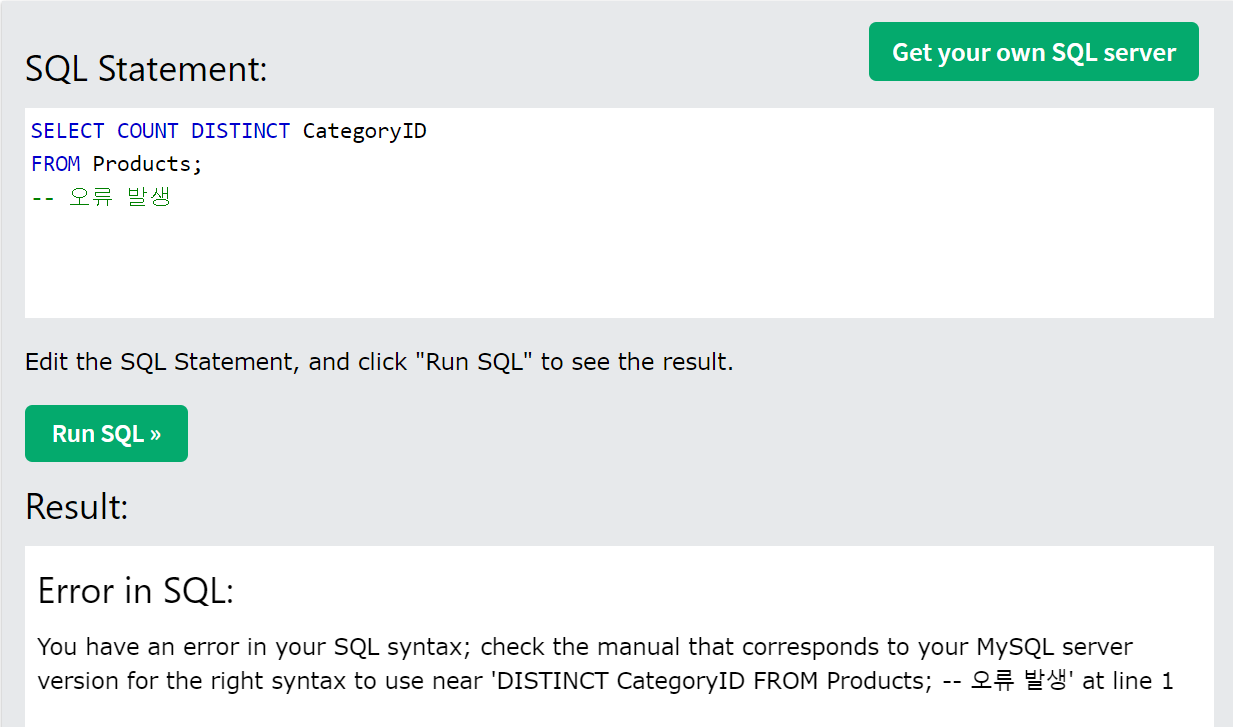 Get your own SQL server
SQL Statement:
SELECT COUNT DISTINCT CategoryID
FROM Products;
-- 오류 발생
Edit the SQL Statement, and click "Run SQL" to see the result.
Run SQL »
Result:
Error in SQL:
You have an error in your SQL syntax; check the manual that corresponds to your MySQL server
version for the right syntax to use near 'DISTINCT CategoryID FROM Products; -- 오류 발생' at line 1